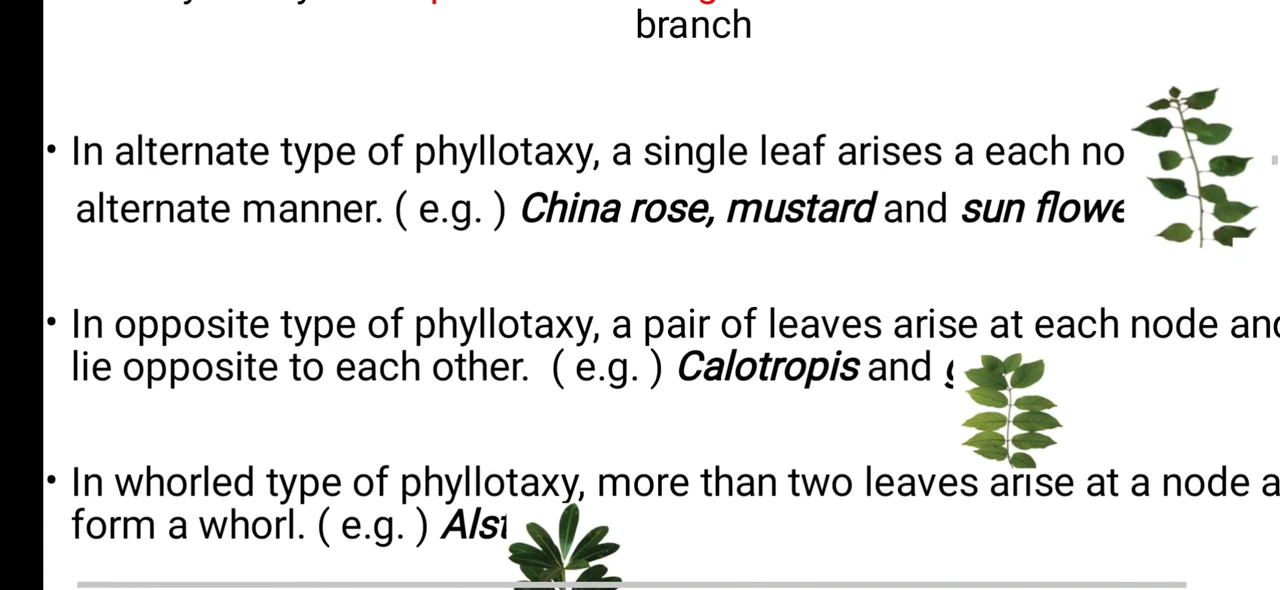 branch
• In alternate type of phyllotaxy, a single leaf arises a each no
alternate manner. ( e.g. ) China rose, mustard and sun flowe
• In opposite type of phyllotaxy, a pair of leaves arise at each node and
lie opposite to each other. ( e.g. ) Calotropis and
• In whorled type of phyllotaxy, more than two leaves arise at a node a
form a whorl. ( e.g. ) Alst